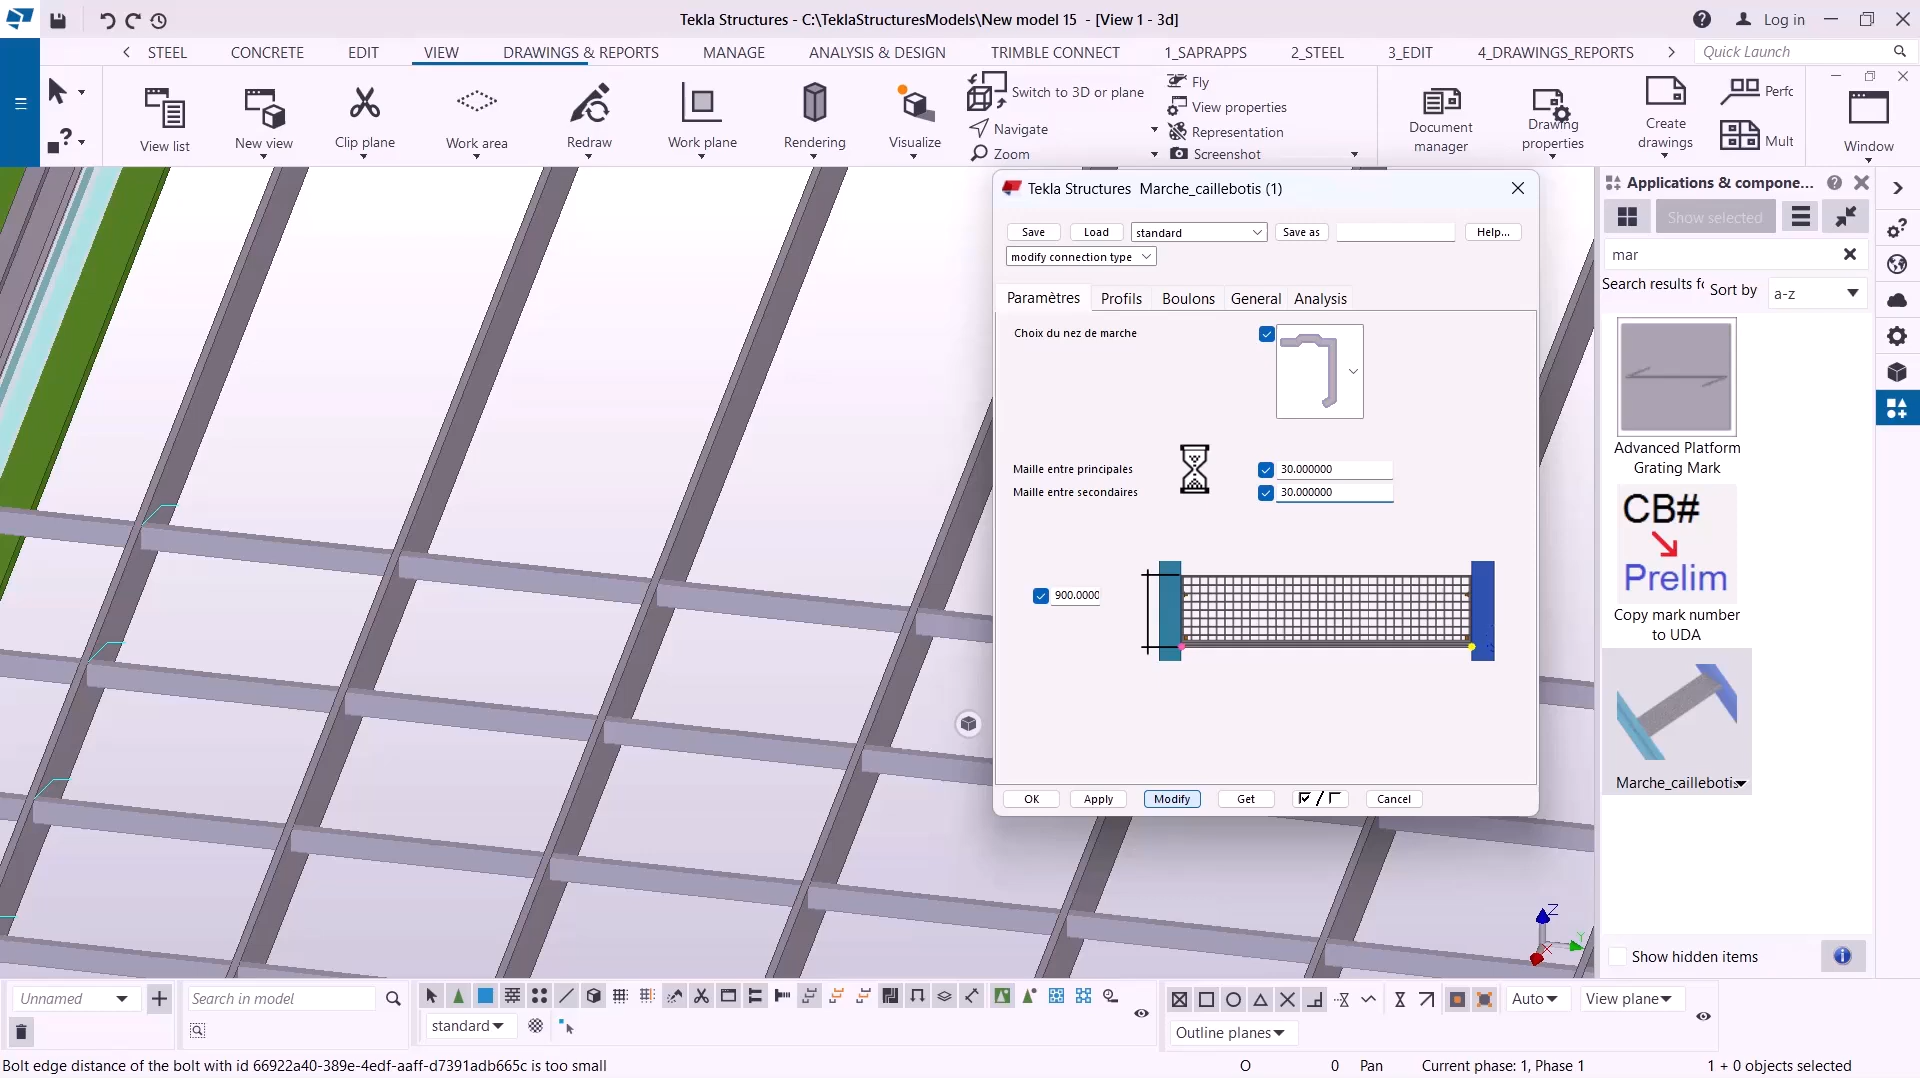 Tekla Structures - C:\TeklaStructuresModels\New model 15 - [View 1 - 3d]
Log in
STEEL
CONCRETE
EDIT
VIEW
DRAWINGS & REPORTS
MANAGE
ANALYSIS & DESIGN
TRIMBLE CONNECT
1_SAPRAPPS
2_STEEL
3_EDIT
4_DRAWINGS_REPORTS
Quick Launch
View list
New view
Clip plane
Work area
Redraw
Work plane
Rendering
Visualize
Switch to 3D or plane
Navigate
Zoom
Fly
View properties
Representation
Screenshot
Document manager
Drawing properties
Create drawings
Perfc
Mult
Window
Tekla Structures Marche_caillebotis (1)
Save
Load
standard
Save as
Help...
modify connection type
Paramètres
Profils
Boulons
General
Analysis
Choix du nez de marche
Maille entre principales
30.000000
Maille entre secondaires
30.000000
900.0000
OK
Apply
Modify
Get
/
Cancel
Applications & compone...
Show selected
mar
Search results fo
Sort by
a-z
Advanced Platform
Grating Mark
CB#
Prelim
Copy mark number
to UDA
Marche_caillebotis
Show hidden items
Z
Y
X
Unnamed
Search in model
standard
Auto
View plane
Outline planes
Bolt edge distance of the bolt with id 66922a40-389e-4edf-aaff-d7391adb665c is too small
O
0
Pan
Current phase: 1, Phase 1
1 + 0 objects selected